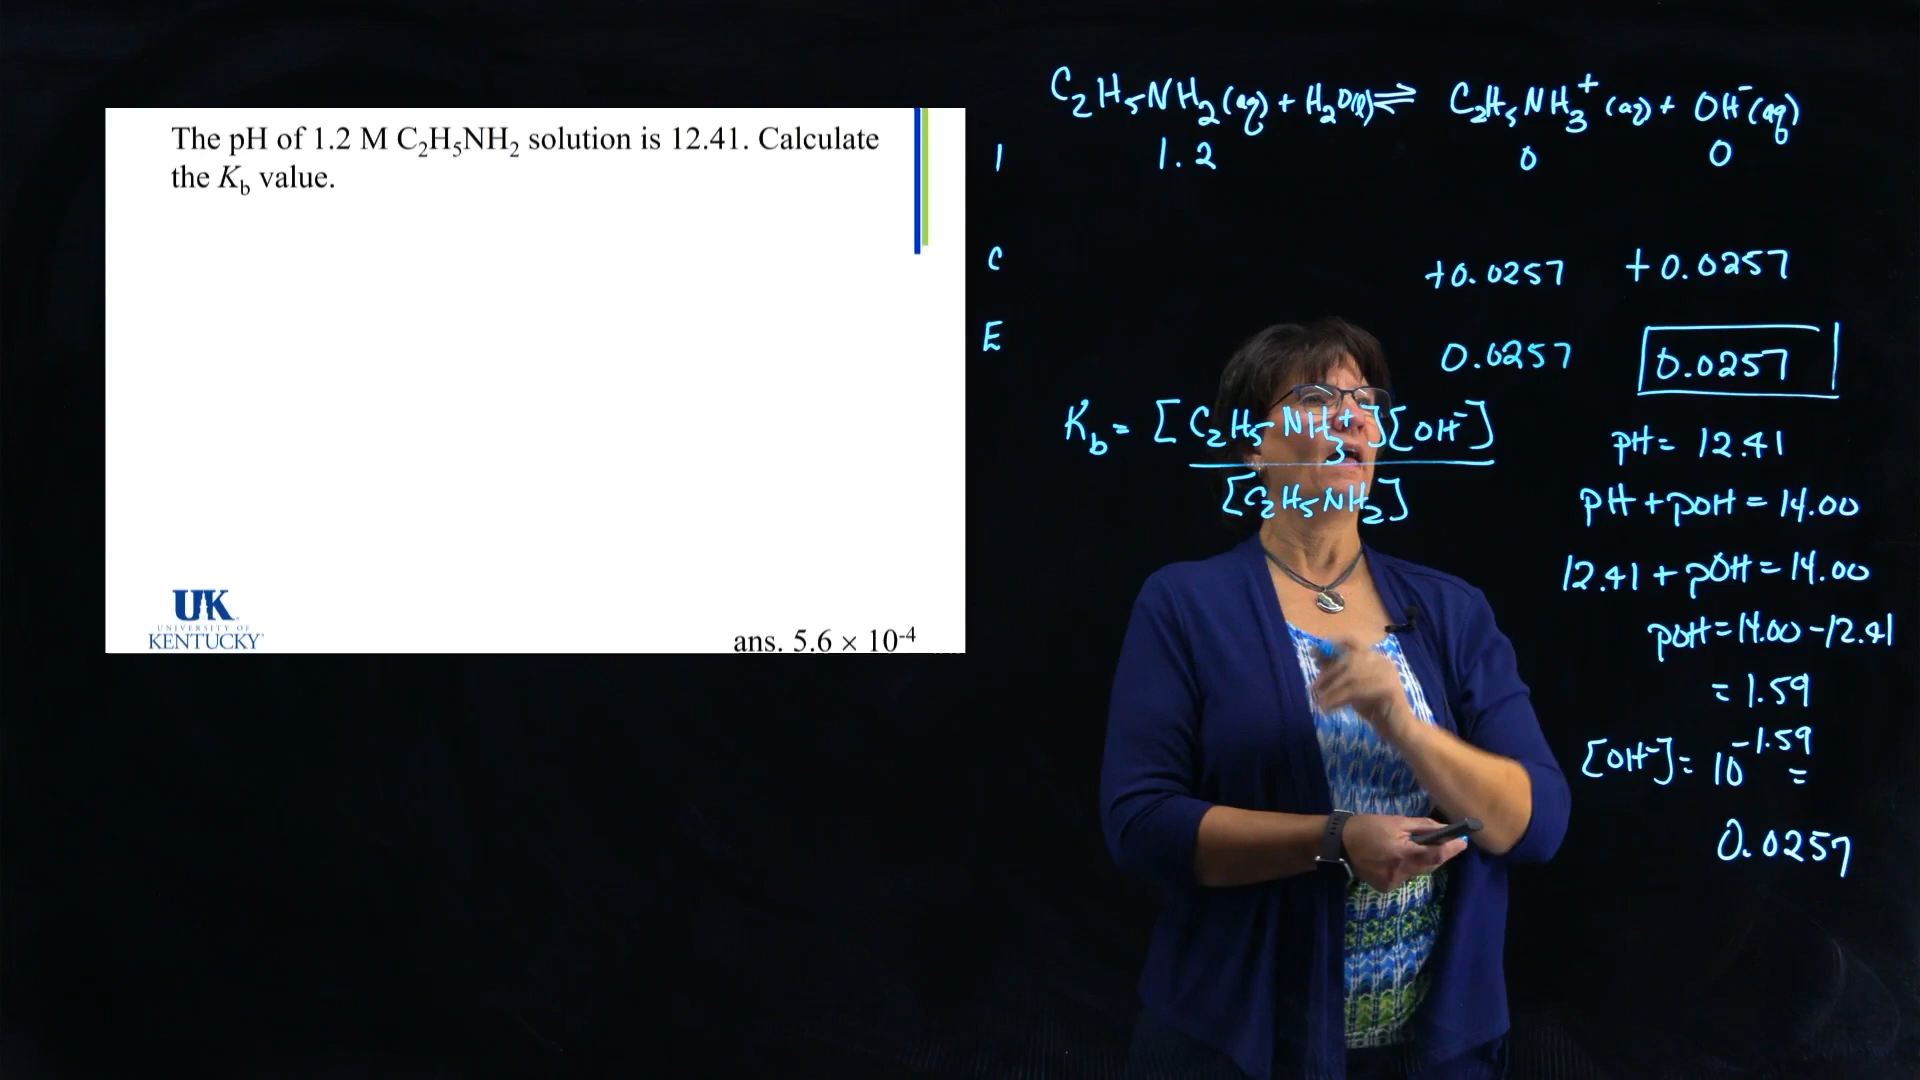 The pH of 1.2 M C₂H₅NH₂ solution is 12.41. Calculate
the K_b value.
UK
UNIVERSITY OF
KENTUCKY
ans. 5.6 × 10⁻⁴
C₂H₅NH₂(aq) + H₂O(l) ⇌ C₂H₅NH₃⁺(aq) + OH⁻(aq)
I 1.2 0 0
C +0.0257 +0.0257
E 0.0257 0.0257
K_b = [C₂H₅NH₃⁺][OH⁻]
[C₂H₅NH₂]
pH = 12.41
pH + pOH = 14.00
12.41 + pOH = 14.00
pOH = 14.00 - 12.41
= 1.59
[OH⁻] = 10^-1.59 =
0.0257